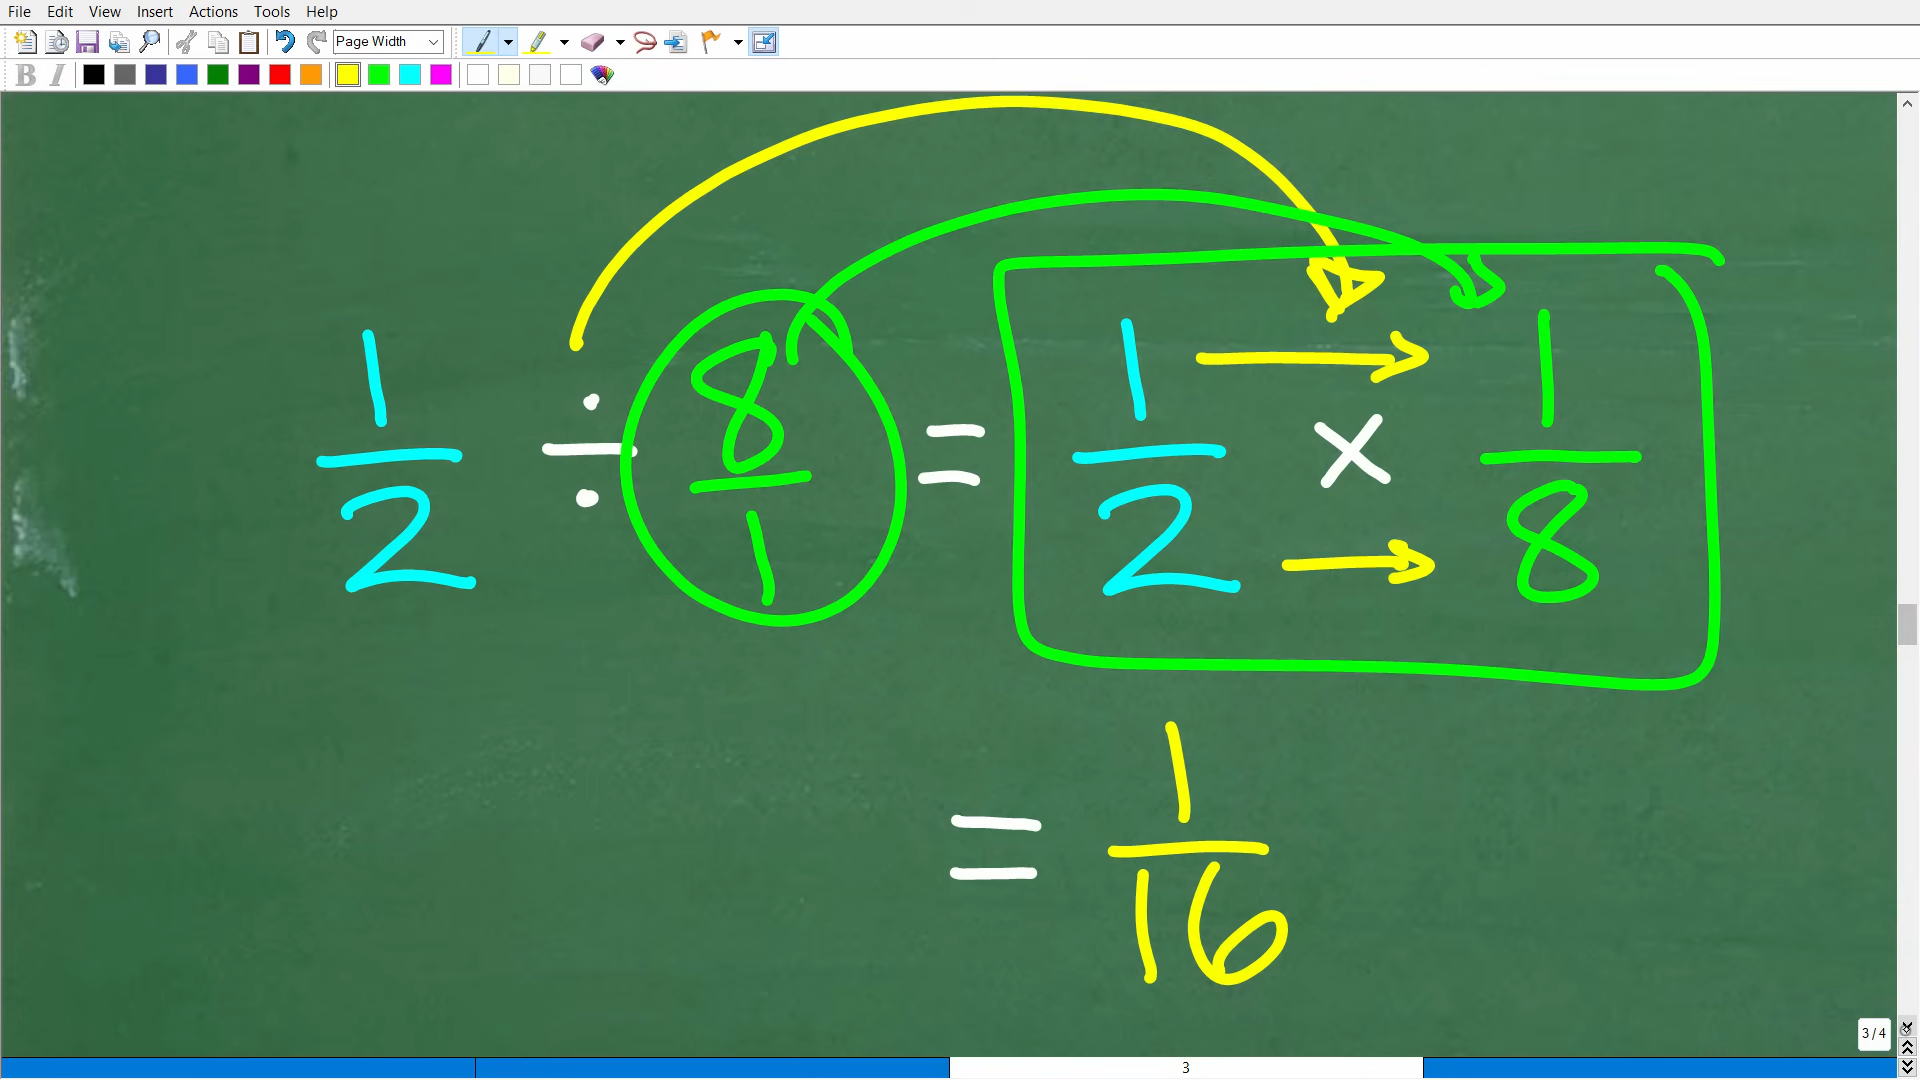 File Edit View Insert Actions Tools Help
Page Width
B I
1/2 ÷ 8/1 = 1/2 × 1/8
= 1/16
3 / 4
3